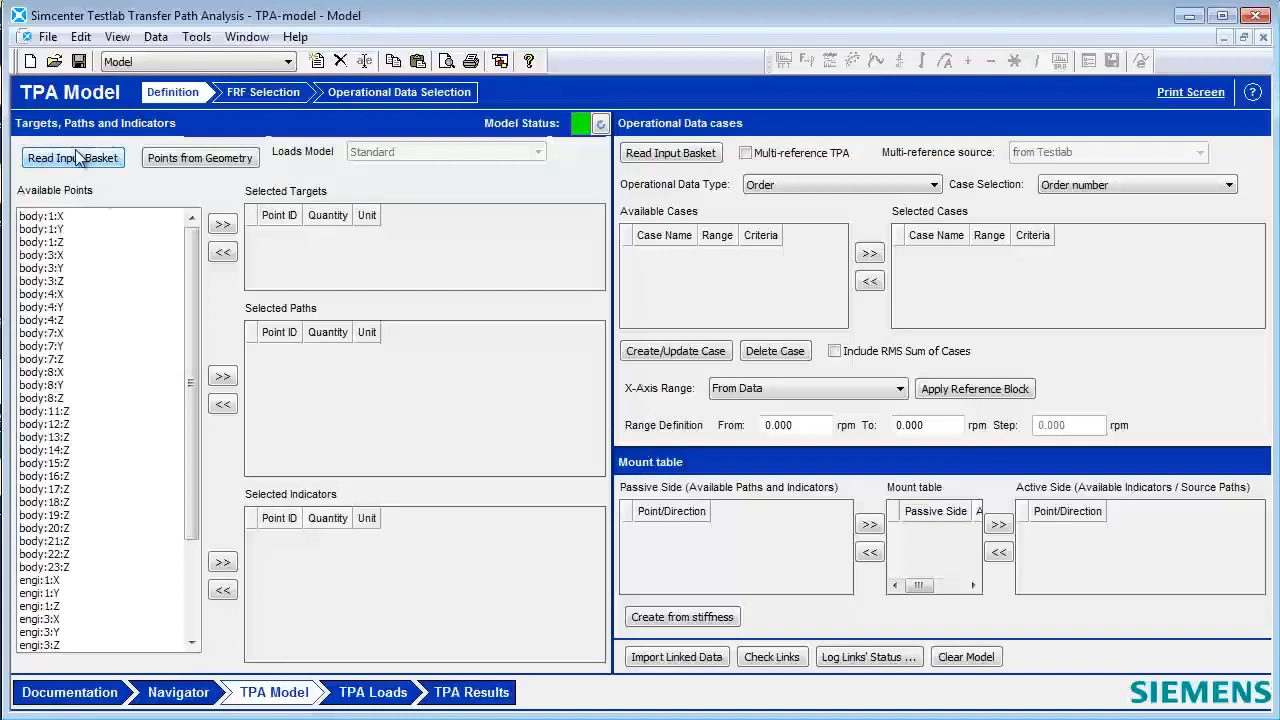 Simcenter Testlab Transfer Path Analysis - TPA-model - Model
File Edit View Data Tools Window Help
Model
TPA Model Definition FRF Selection Operational Data Selection Print Screen ?
Targets, Paths and Indicators Model Status:
Read Input Basket Points from Geometry Loads Model Standard
Available Points
body:1:X
body:1:Y
body:1:Z
body:3:X
body:3:Y
body:3:Z
body:4:X
body:4:Y
body:4:Z
body:7:X
body:7:Y
body:7:Z
body:8:X
body:8:Y
body:8:Z
body:11:Z
body:12:Z
body:13:Z
body:14:Z
body:15:Z
body:16:Z
body:17:Z
body:18:Z
body:19:Z
body:20:Z
body:21:Z
body:22:Z
body:23:Z
engi:1:X
engi:1:Y
engi:1:Z
engi:3:X
engi:3:Y
engi:3:Z
>>
<<
>>
<<
>>
<<
Selected Targets
Point ID Quantity Unit
Selected Paths
Point ID Quantity Unit
Selected Indicators
Point ID Quantity Unit
Operational Data cases
Read Input Basket Multi-reference TPA Multi-reference source: from Testlab
Operational Data Type: Order Case Selection: Order number
Available Cases Selected Cases
Case Name Range Criteria Case Name Range Criteria
>>
<<
Create/Update Case Delete Case Include RMS Sum of Cases
X-Axis Range: From Data Apply Reference Block
Range Definition From: 0.000 rpm To: 0.000 rpm Step: 0.000 rpm
Mount table
Passive Side (Available Paths and Indicators) Mount table Active Side (Available Indicators / Source Paths)
Point/Direction Passive Side A Point/Direction
>> >>
<< <<
Create from stiffness
Import Linked Data Check Links Log Links' Status ... Clear Model
Documentation Navigator TPA Model TPA Loads TPA Results SIEMENS